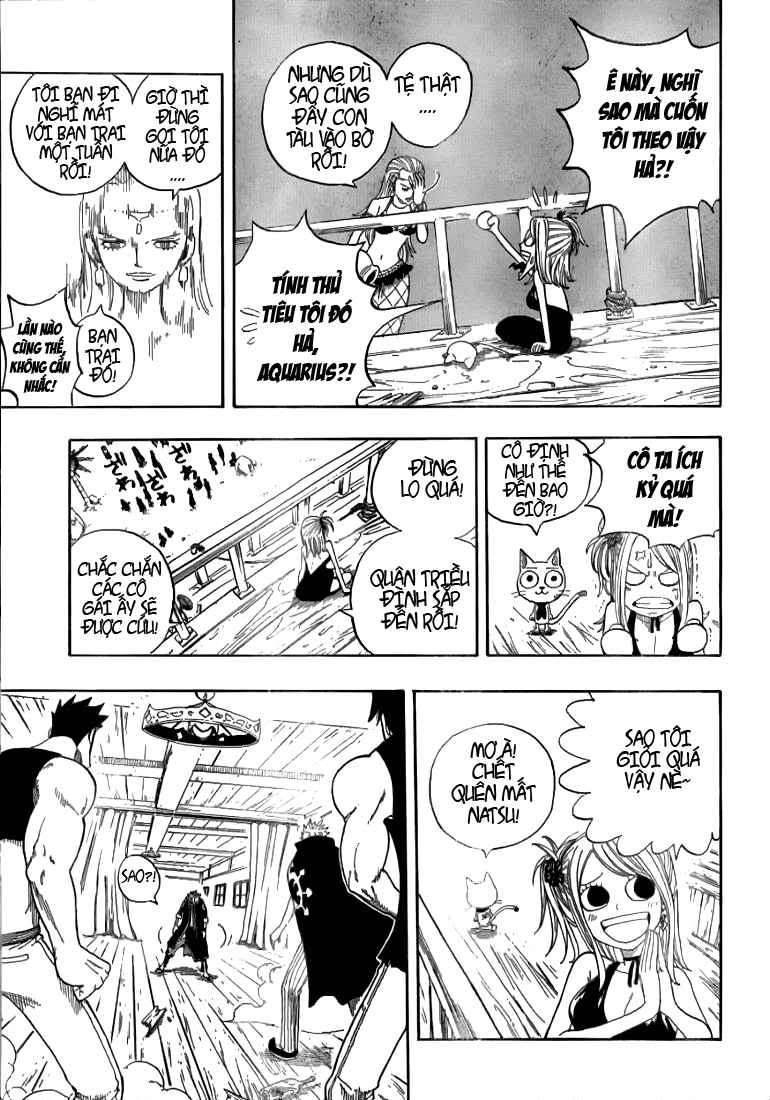 Ê NÀY, NGHĨ
SAO MÀ CUỐN
TÔI THEO VẬY
HẢ?!
TỆ THẬT
....
NHƯNG DÙ
SAO CŨNG
ĐẨY CON
TÀU VÀO BỜ
RỒI!
TÍNH THỦ
TIÊU TÔI ĐÓ
HẢ,
AQUARIUS?!
GIỜ THÌ
ĐỪNG
GỌI TÔI
NỮA ĐÓ
....
TÔI BẬN ĐI
NGHỈ MÁT
VỚI BẠN TRAI
MỘT TUẦN
RỒI!
BẠN
TRAI
ĐÓ!
LẦN NÀO
CŨNG THẾ,
KHÔNG CẦN
NHẮC!
CÔ TA ÍCH
KỶ QUÁ
MÀ!
CÔ ĐỊNH
NHƯ THẾ
ĐẾN BAO
GIỜ?!
ĐỪNG
LO QUÁ!
QUÂN TRIỀU
ĐÌNH SẮP
ĐẾN RỒI!
CHẮC CHẮN
CÁC CÔ
GÁI ẤY SẼ
ĐƯỢC CỨU!
SAO TÔI
GIỎI QUÁ
VẬY NÈ~
MƠ À!
CHẾT
QUÊN MẤT
NATSU!
SAO?!